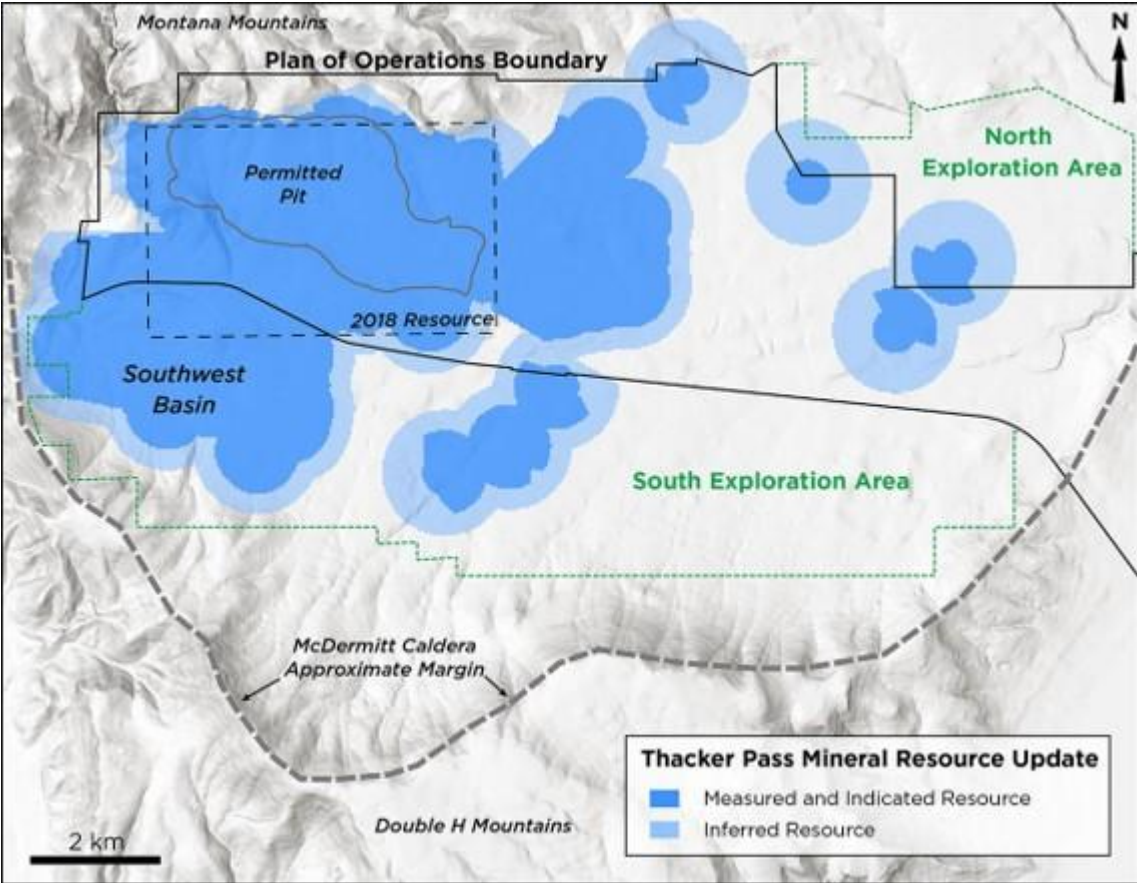 Montana Mountains
N
Plan of Operations Boundary
North
Exploration Area
Permitted
Pit
2018 Resource
Southwest
Basin
South Exploration Area
McDermitt Caldera
Approximate Margin
Thacker Pass Mineral Resource Update
Measured and Indicated Resource
Inferred Resource
Double H Mountains
2 km